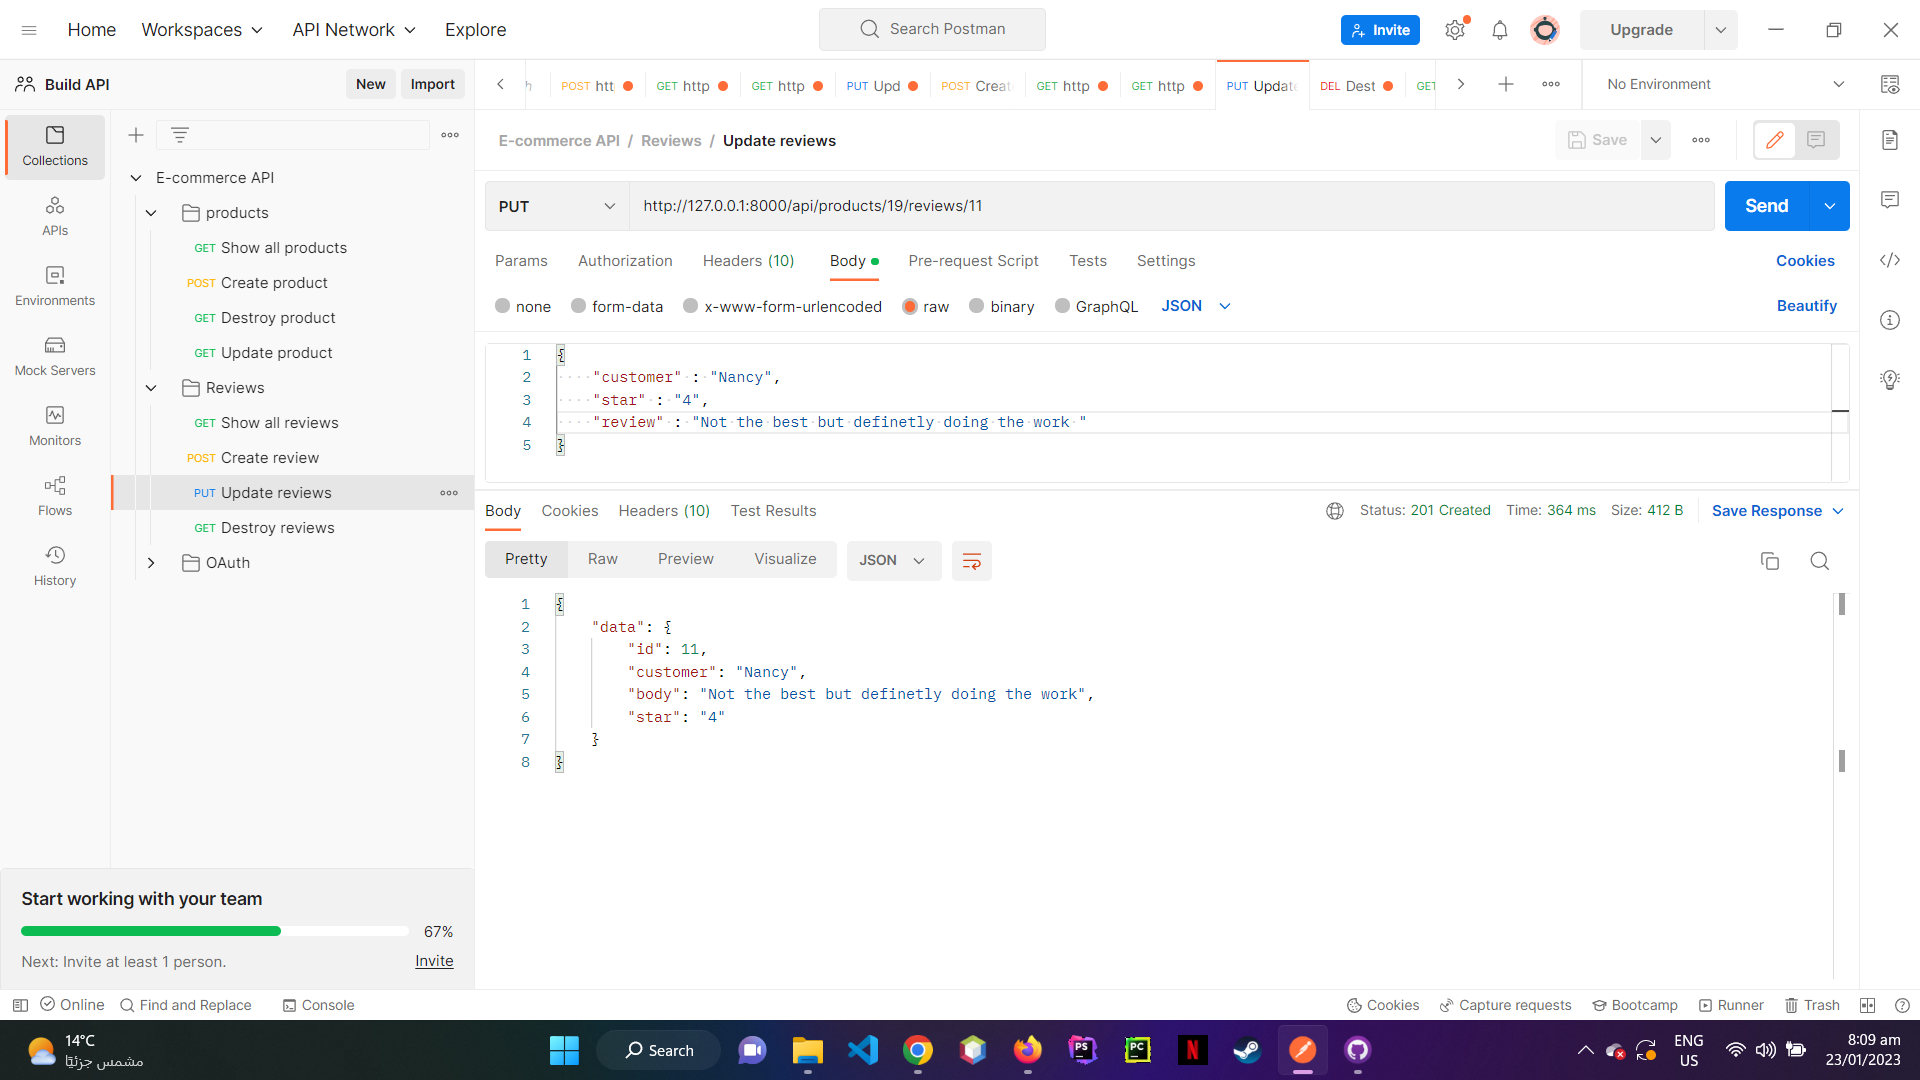 Home
Workspaces
API Network
Explore
Search Postman
Invite
Upgrade
Build API
New
Import
POST htt
GET http
GET http
PUT Upd
POST Creat
GET http
GET http
PUT Update
DEL Dest
GET
No Environment
Collections
APIs
Environments
Mock Servers
Monitors
Flows
History
E-commerce API
products
GET Show all products
POST Create product
GET Destroy product
GET Update product
Reviews
GET Show all reviews
POST Create review
PUT Update reviews
GET Destroy reviews
OAuth
Start working with your team
67%
Next: Invite at least 1 person.
Invite
E-commerce API / Reviews / Update reviews
Save
PUT
http://127.0.0.1:8000/api/products/19/reviews/11
Send
Params
Authorization
Headers (10)
Body
Pre-request Script
Tests
Settings
Cookies
none
form-data
x-www-form-urlencoded
raw
binary
GraphQL
JSON
Beautify
1 {
2 "customer" : "Nancy",
3 "star" : "4",
4 "review" : "Not the best but definetly doing the work "
5 }
Body
Cookies
Headers (10)
Test Results
Status: 201 Created
Time: 364 ms
Size: 412 B
Save Response
Pretty
Raw
Preview
Visualize
JSON
1 {
2 "data": {
3 "id": 11,
4 "customer": "Nancy",
5 "body": "Not the best but definetly doing the work",
6 "star": "4"
7 }
8 }
Online
Find and Replace
Console
Cookies
Capture requests
Bootcamp
Runner
Trash
14°C
مشمس جزئيًا
Search
PS
PC
N
ENG
US
8:09 am
23/01/2023